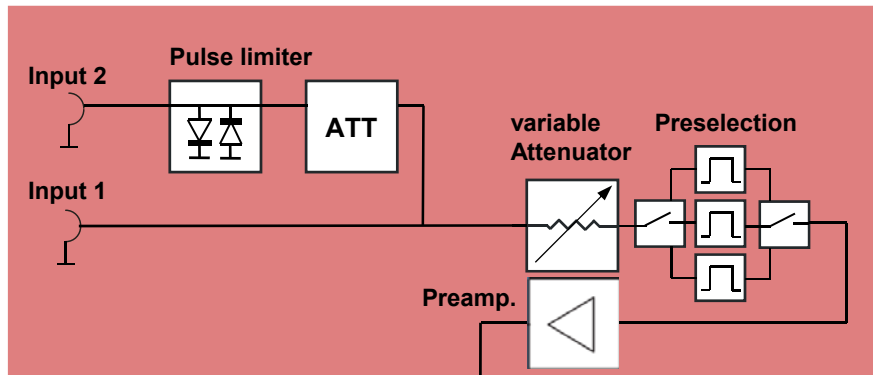 Pulse limiter
Input 2
ATT
variable
Attenuator
Preselection
Input 1
Preamp.